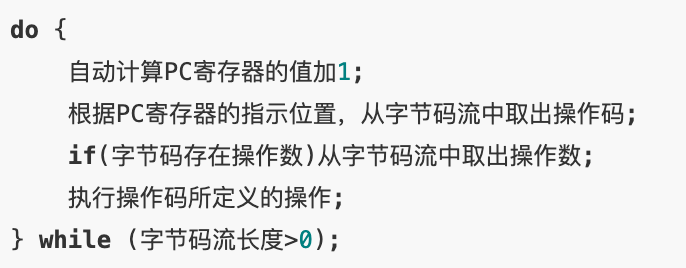 do {
自动计算PC寄存器的值加1;
根据PC寄存器的指示位置，从字节码流中取出操作码;
if(字节码存在操作数)从字节码流中取出操作数;
执行操作码所定义的操作;
} while (字节码流长度>0);